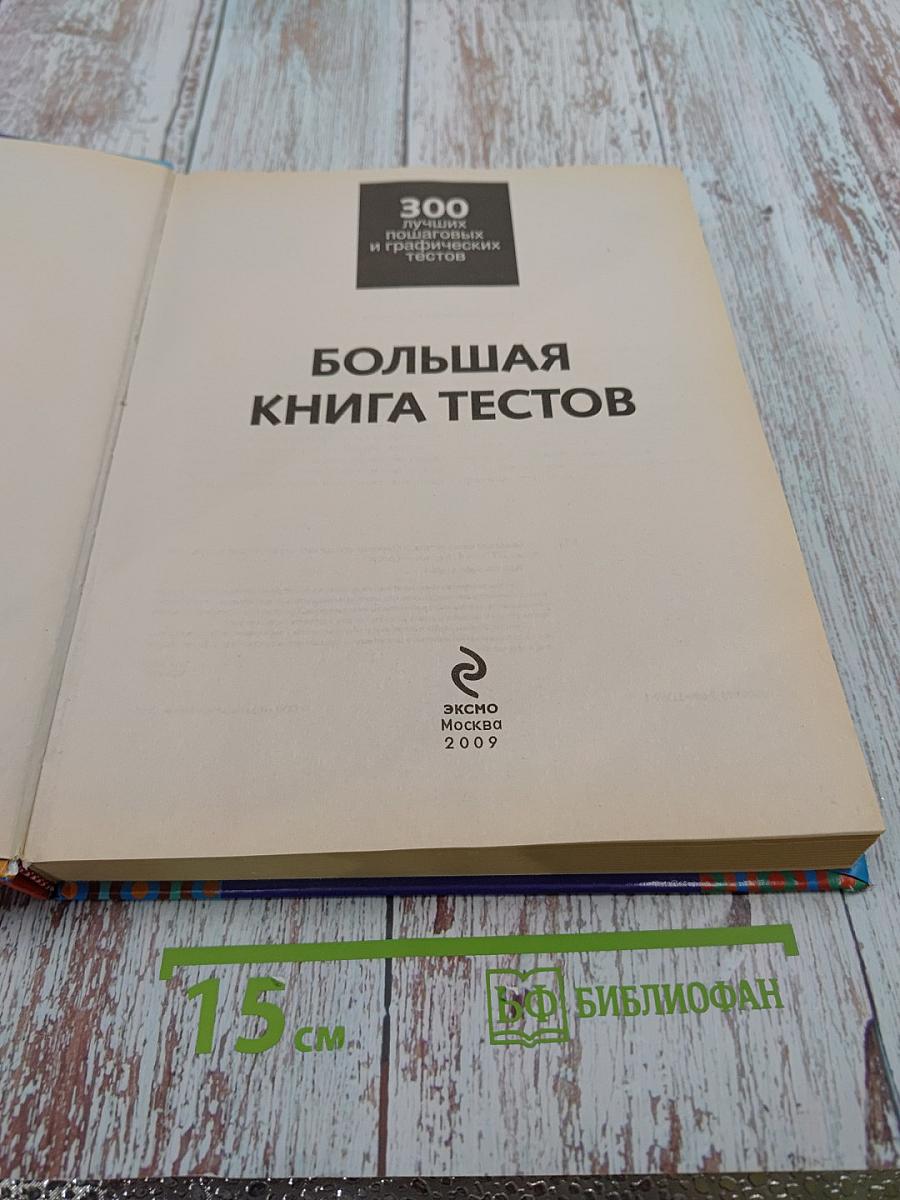 300
лучших
пошаговых
и графических
тестов
БОЛЬШАЯ
КНИГА ТЕСТОВ
ЭКСМО
Москва
2009
15 см
БФ БИБЛИОФАН